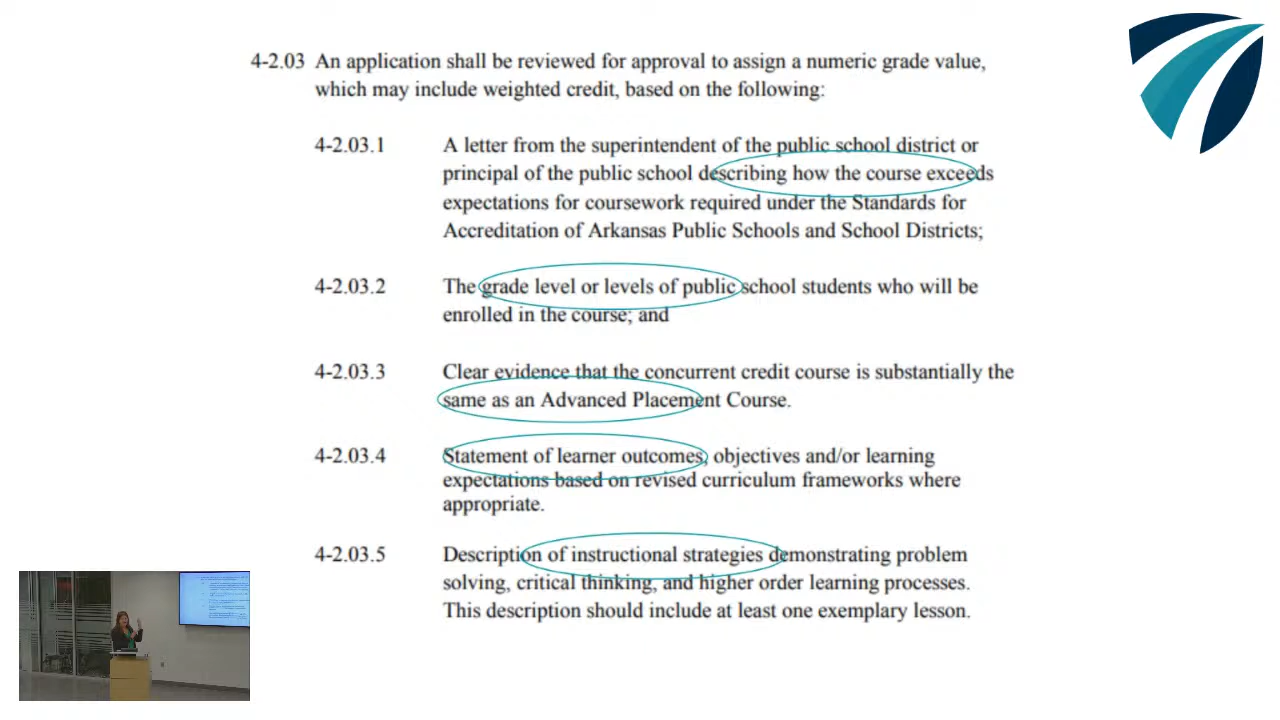 4-2.03 An application shall be reviewed for approval to assign a numeric grade value,
which may include weighted credit, based on the following:
4-2.03.1 A letter from the superintendent of the public school district or
principal of the public school describing how the course exceeds
expectations for coursework required under the Standards for
Accreditation of Arkansas Public Schools and School Districts;
4-2.03.2 The grade level or levels of public school students who will be
enrolled in the course; and
4-2.03.3 Clear evidence that the concurrent credit course is substantially the
same as an Advanced Placement Course.
4-2.03.4 Statement of learner outcomes, objectives and/or learning
expectations based on revised curriculum frameworks where
appropriate.
4-2.03.5 Description of instructional strategies demonstrating problem
solving, critical thinking, and higher order learning processes.
This description should include at least one exemplary lesson.